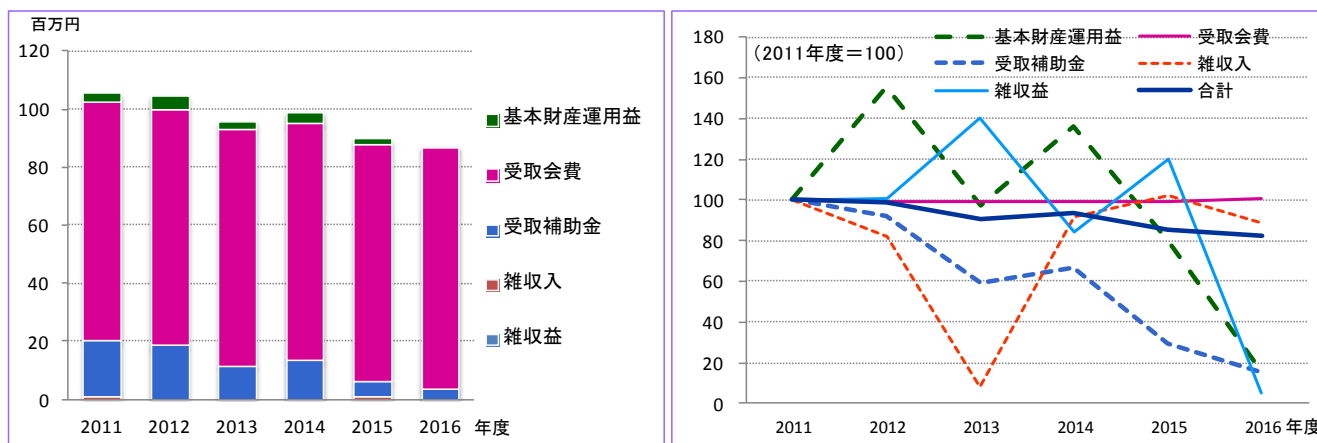 百万円
120
100
80
60
40
20
0
2011 2012 2013 2014 2015 2016 年度
基本財産運用益
受取会費
受取補助金
雑収入
雑収益
180
160
140
120
100
80
60
40
20
0
(2011年度＝100)
基本財産運用益 受取会費
受取補助金 雑収入
雑収益 合計
2011 2012 2013 2014 2015 2016 年度